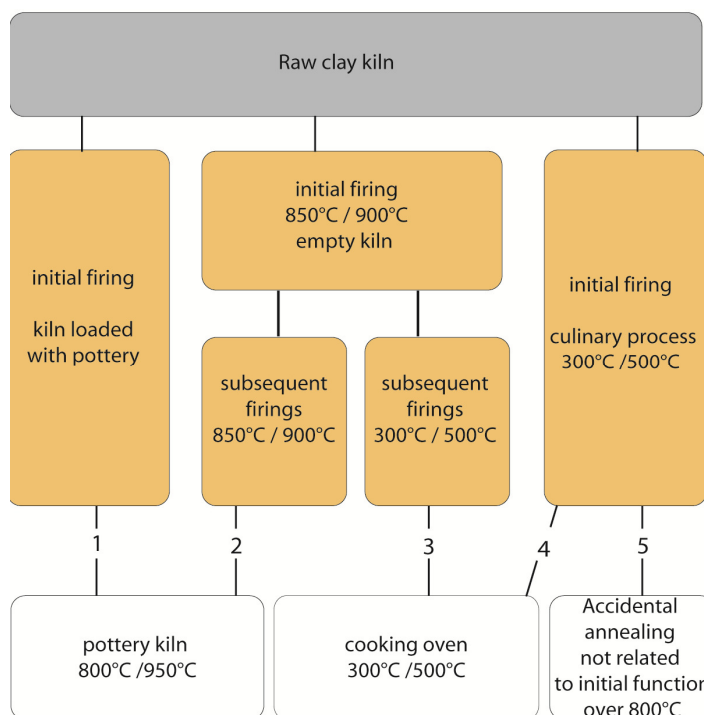 Raw clay kiln
initial firing
kiln loaded
with pottery
initial firing
850°C / 900°C
empty kiln
initial firing
culinary process
300°C /500°C
subsequent
firings
850°C / 900°C
subsequent
firings
300°C / 500°C
1
2
3
4
5
pottery kiln
800°C /950°C
cooking oven
300°C /500°C
Accidental
annealing
not related
to initial function
over 800°C